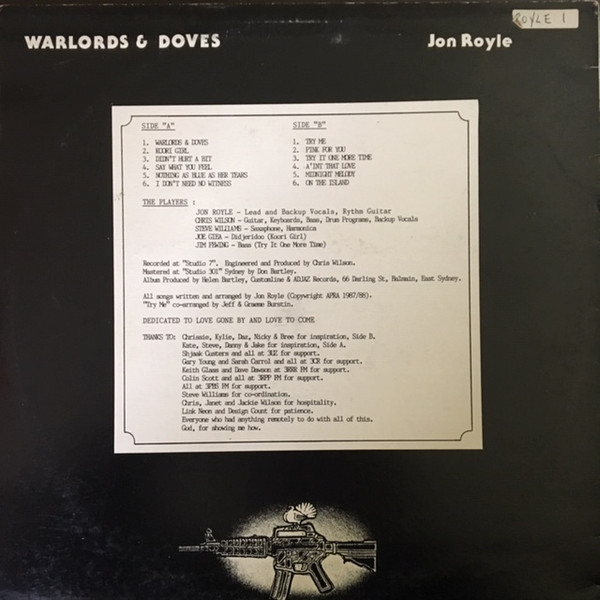 WARLORDS & DOVES
Jon Royle
ROYLE 1
SIDE "A"
1. WARLORDS & DOVES
2. KOORI GIRL
3. DIDN'T HURT A BIT
4. SAY WHAT YOU FEEL
5. NOTHING AS BLUE AS HER TEARS
6. I DON'T NEED NO WITNESS
SIDE "B"
1. TRY ME
2. PINK FOR YOU
3. TRY IT ONE MORE TIME
4. A'INT THAT LOVE
5. MIDNIGHT MELODY
6. ON THE ISLAND
THE PLAYERS :
JON ROYLE - Lead and Backup Vocals, Rythm Guitar
CHRIS WILSON - Guitar, Keyboards, Bass, Drum Programs, Backup Vocals
STEVE WILLIAMS - Saxaphone, Harmonica
JOE GEIA - Didjeridoo (Koori Girl)
JIM FEWING - Bass (Try It One More Time)
Recorded at "Studio 7". Engineered and Produced by Chris Wilson.
Mastered at "Studio 301" Sydney by Don Bartley.
Album Produced by Helen Bartley, Custmline & ADJAZ Records, 66 Darling St, Balmain, East Sydney.
All songs written and arranged by Jon Royle (Copywright APRA 1987/88).
"Try Me" co-arranged by Jeff & Graeme Burstin.
DEDICATED TO LOVE GONE BY AND LOVE TO COME
THANKS TO: Chrissie, Kylie, Daz, Nicky & Bree for inspiration, Side B.
Kate, Steve, Danny & Jake for inspiration, Side A.
Custers and all at 3UZ for support.
Gary Young and Sarah Carrol and all at 3CR for support.
Keith Glass and Dave Dawson at 3RRR FM for support.
Colin Scott and all at 3RPP FM for support.
All at 3PBS FM for support.
Steve Williams for co-ordination.
Chris, Janet and Jackie Wilson for hospitality.
Link Neon and Design Count for patience.
Everyone who had anything remotely to do with all of this.
God, for showing me how.